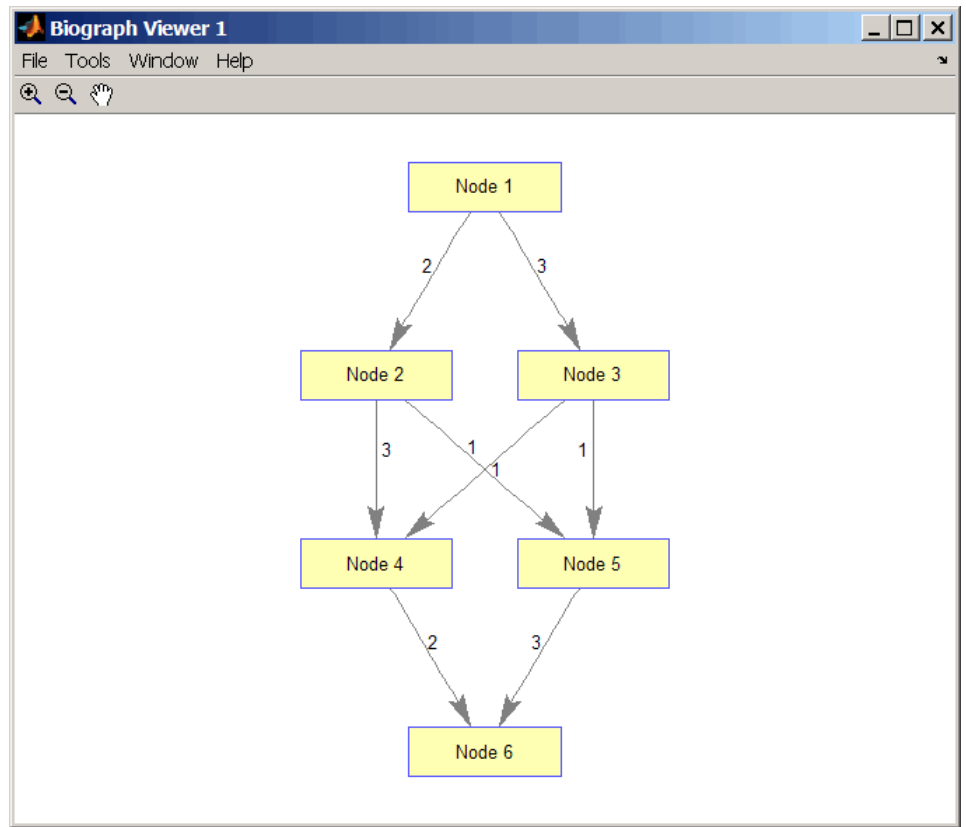 Biograph Viewer 1
File Tools Window Help
Node 1
2 3
Node 2 Node 3
3 1 1 1
Node 4 Node 5
2 3
Node 6